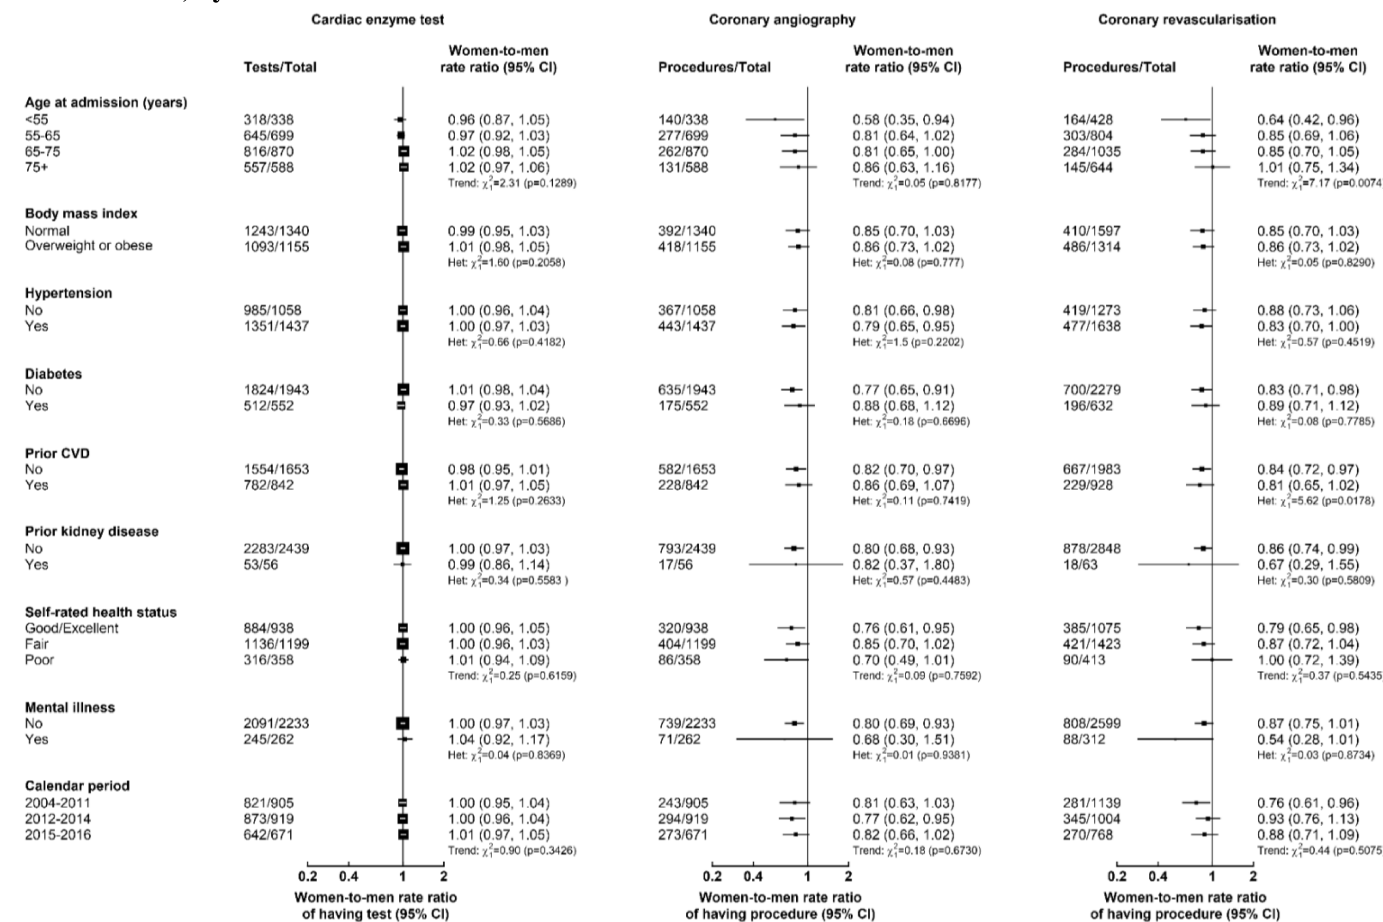 Cardiac enzyme test Coronary angiography Coronary revascularisation
Women-to-men Women-to-men Women-to-men
Tests/Total rate ratio (95% CI) Procedures/Total rate ratio (95% CI) Procedures/Total rate ratio (95% CI)
Age at admission (years)
<55 318/338 0.96 (0.87, 1.05) 140/338 0.58 (0.35, 0.94) 164/428 0.64 (0.42, 0.96)
55-65 645/699 0.97 (0.92, 1.03) 277/699 0.81 (0.64, 1.02) 303/804 0.85 (0.69, 1.06)
65-75 816/870 1.02 (0.98, 1.05) 262/870 0.81 (0.65, 1.00) 284/1035 0.85 (0.70, 1.05)
75+ 557/588 1.02 (0.97, 1.06) 131/588 0.86 (0.63, 1.16) 145/644 1.01 (0.75, 1.34)
Trend: χ²₁=2.31 (p=0.1289) Trend: χ²₁=0.05 (p=0.8177) Trend: χ²₁=7.17 (p=0.0074
Body mass index
Normal 1243/1340 0.99 (0.95, 1.03) 392/1340 0.85 (0.70, 1.03) 410/1597 0.85 (0.70, 1.03)
Overweight or obese 1093/1155 1.01 (0.98, 1.05) 418/1155 0.86 (0.73, 1.02) 486/1314 0.86 (0.73, 1.02)
Het: χ²₁=1.60 (p=0.2058) Het: χ²₁=0.08 (p=0.777) Het: χ²₁=0.05 (p=0.8290)
Hypertension
No 985/1058 1.00 (0.96, 1.04) 367/1058 0.81 (0.66, 0.98) 419/1273 0.88 (0.73, 1.06)
Yes 1351/1437 1.00 (0.97, 1.03) 443/1437 0.79 (0.65, 0.95) 477/1638 0.83 (0.70, 1.00)
Het: χ²₁=0.66 (p=0.4182) Het: χ²₁=1.5 (p=0.2202) Het: χ²₁=0.57 (p=0.4519)
Diabetes
No 1824/1943 1.01 (0.98, 1.04) 635/1943 0.77 (0.65, 0.91) 700/2279 0.83 (0.71, 0.98)
Yes 512/552 0.97 (0.93, 1.02) 175/552 0.88 (0.68, 1.12) 196/632 0.89 (0.71, 1.12)
Het: χ²₁=0.33 (p=0.5686) Het: χ²₁=0.18 (p=0.6696) Het: χ²₁=0.08 (p=0.7785)
Prior CVD
No 1554/1653 0.98 (0.95, 1.01) 582/1653 0.82 (0.70, 0.97) 667/1983 0.84 (0.72, 0.97)
Yes 782/842 1.01 (0.97, 1.05) 228/842 0.86 (0.69, 1.07) 229/928 0.81 (0.65, 1.02)
Het: χ²₁=1.25 (p=0.2633) Het: χ²₁=0.11 (p=0.7419) Het: χ²₁=5.62 (p=0.0178)
Prior kidney disease
No 2283/2439 1.00 (0.97, 1.03) 793/2439 0.80 (0.68, 0.93) 878/2848 0.86 (0.74, 0.99)
Yes 53/56 0.99 (0.86, 1.14) 17/56 0.82 (0.37, 1.80) 18/63 0.67 (0.29, 1.55)
Het: χ²₁=0.34 (p=0.5583 ) Het: χ²₁=0.57 (p=0.4483) Het: χ²₁=0.30 (p=0.5809)
Self-rated health status
Good/Excellent 884/938 1.00 (0.96, 1.05) 320/938 0.76 (0.61, 0.95) 385/1075 0.79 (0.65, 0.98)
Fair 1136/1199 1.00 (0.96, 1.03) 404/1199 0.85 (0.70, 1.02) 421/1423 0.87 (0.72, 1.04)
Poor 316/358 1.01 (0.94, 1.09) 86/358 0.70 (0.49, 1.01) 90/413 1.00 (0.72, 1.39)
Trend: χ²₁=0.25 (p=0.6159) Trend: χ²₁=0.09 (p=0.7592) Trend: χ²₁=0.37 (p=0.5435
Mental illness
No 2091/2233 1.00 (0.97, 1.03) 739/2233 0.80 (0.69, 0.93) 808/2599 0.87 (0.75, 1.01)
Yes 245/262 1.04 (0.92, 1.17) 71/262 0.68 (0.30, 1.51) 88/312 0.54 (0.28, 1.01)
Het: χ²₁=0.04 (p=0.8369) Het: χ²₁=0.01 (p=0.9381) Het: χ²₁=0.03 (p=0.8734)
Calendar period
2004-2011 821/905 1.00 (0.95, 1.04) 243/905 0.81 (0.63, 1.03) 281/1139 0.76 (0.61, 0.96)
2012-2014 873/919 1.00 (0.96, 1.04) 294/919 0.77 (0.62, 0.95) 345/1004 0.93 (0.76, 1.13)
2015-2016 642/671 1.01 (0.97, 1.05) 273/671 0.82 (0.66, 1.02) 270/768 0.88 (0.71, 1.09)
Trend: χ²₁=0.90 (p=0.3426) Trend: χ²₁=0.18 (p=0.6730) Trend: χ²₁=0.44 (p=0.5075
0.2 0.4 1 2 0.2 0.4 1 2 0.2 0.4 1 2
Women-to-men rate ratio Women-to-men rate ratio Women-to-men rate ratio
of having test (95% CI) of having procedure (95% CI) of having procedure (95% CI)